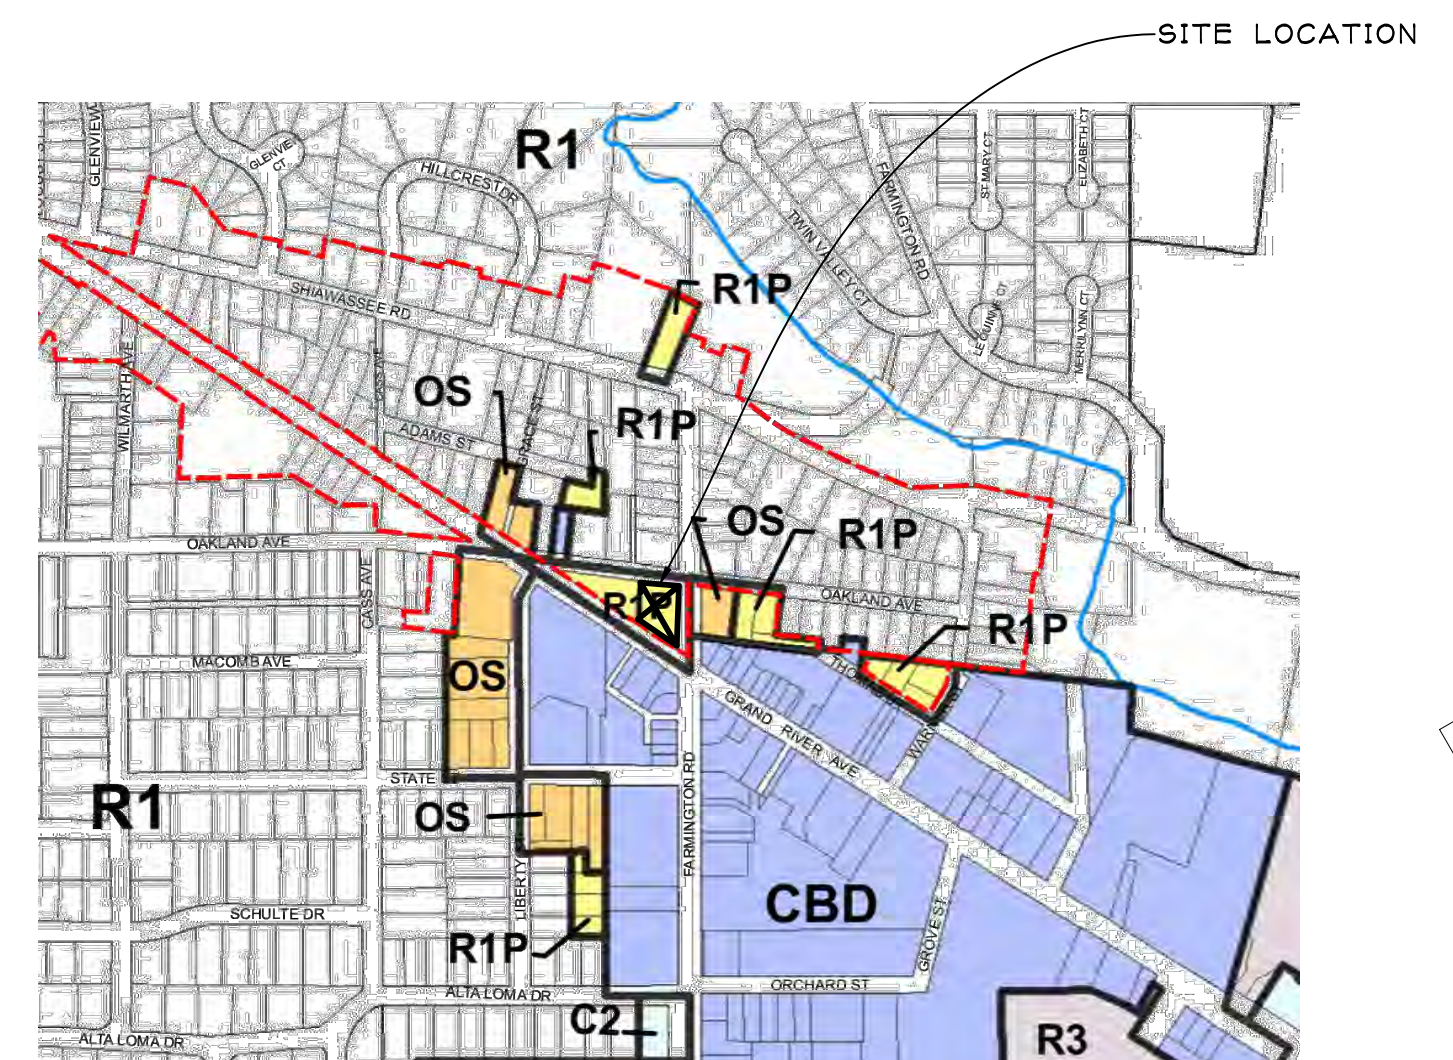 SITE LOCATION
R1
GLENVIEW
GLENVIEW
CT
HILLCREST DR
FARMINGTON RD
ST MARY CT
ELIZABETH CT
TWIN VALLEY CT
R1P
SHIAWASSEE RD
LE QUINNE CT
MERRILYNN CT
OS
CASS AVE
WILMARTH AVE
GRACE ST
R1P
ADAMS ST
OS
R1P
OAKLAND AVE
CASS AVE
R1P
OAKLAND AVE
R1P
MACOMB AVE
OS
GRAND RIVER AVE
WAR
STATE
FARMINGTON RD
R1
OS
LIBERTY
CBD
SCHULTE DR
GROVE ST
R1P
ORCHARD ST
ALTA LOMA DR
C2
ALTA LOMA DR
R3